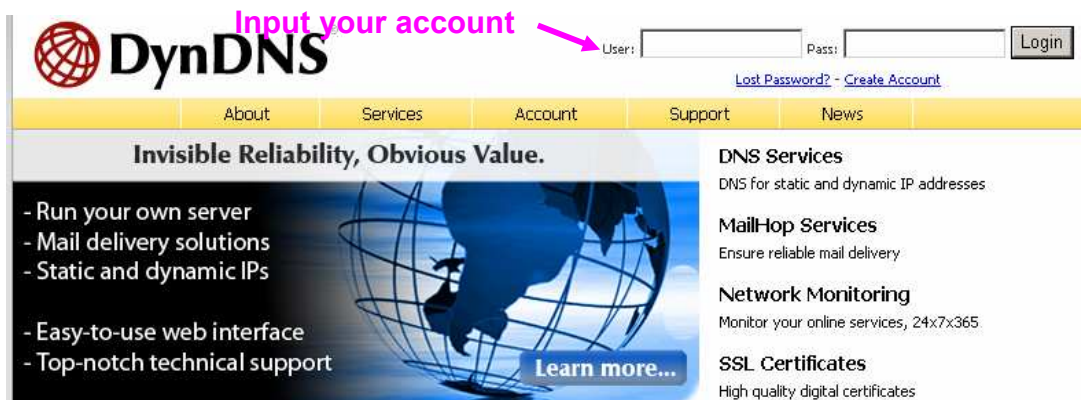 Input your account
DynDNS
User: Pass: Login
Lost Password? - Create Account
About Services Account Support News
Invisible Reliability, Obvious Value.
- Run your own server
- Mail delivery solutions
- Static and dynamic IPs
- Easy-to-use web interface
- Top-notch technical support
Learn more...
DNS Services
DNS for static and dynamic IP addresses
MailHop Services
Ensure reliable mail delivery
Network Monitoring
Monitor your online services, 24x7x365
SSL Certificates
High quality digital certificates